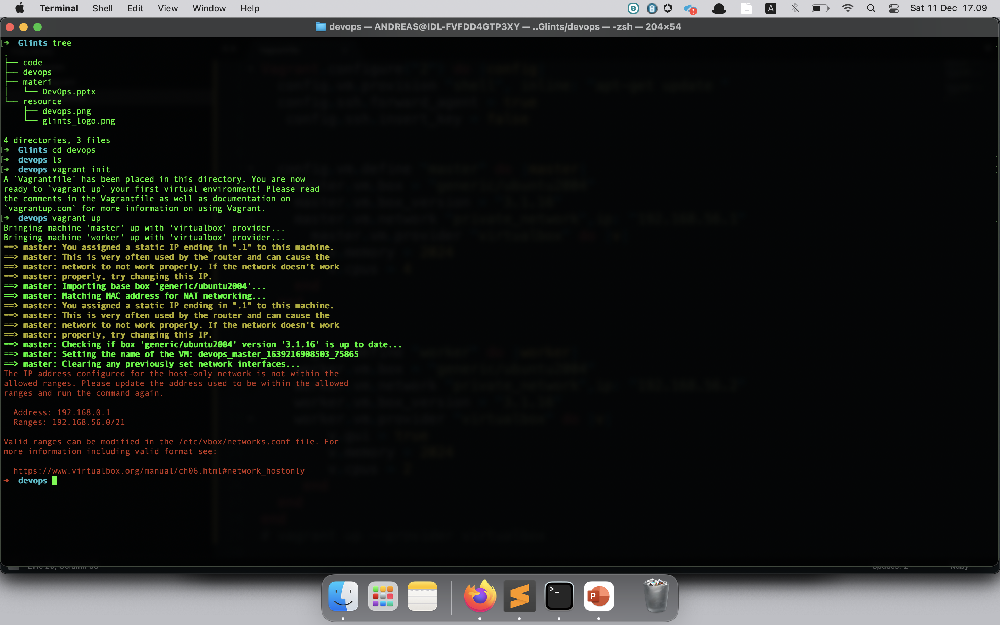 Terminal Shell Edit View Window Help
A
Sat 11 Dec 17.09
devops — ANDREAS@IDL-FVFDD4GTP3XY — ..Glints/devops — -zsh — 204×54
[➜  Glints tree ]
.
├── code
├── devops
├── materi
│   └── DevOps.pptx
└── resource
    ├── devops.png
    └── glints_logo.png
4 directories, 3 files
[➜  Glints cd devops ]
[➜  devops ls ]
[➜  devops vagrant init ]
A `Vagrantfile` has been placed in this directory. You are now
ready to `vagrant up` your first virtual environment! Please read
the comments in the Vagrantfile as well as documentation on
`vagrantup.com` for more information on using Vagrant.
[➜  devops vagrant up ]
Bringing machine 'master' up with 'virtualbox' provider...
Bringing machine 'worker' up with 'virtualbox' provider...
==> master: You assigned a static IP ending in ".1" to this machine.
==> master: This is very often used by the router and can cause the
==> master: network to not work properly. If the network doesn't work
==> master: properly, try changing this IP.
==> master: Importing base box 'generic/ubuntu2004'...
==> master: Matching MAC address for NAT networking...
==> master: You assigned a static IP ending in ".1" to this machine.
==> master: This is very often used by the router and can cause the
==> master: network to not work properly. If the network doesn't work
==> master: properly, try changing this IP.
==> master: Checking if box 'generic/ubuntu2004' version '3.1.16' is up to date...
==> master: Setting the name of the VM: devops_master_1639216908503_75865
==> master: Clearing any previously set network interfaces...
The IP address configured for the host-only network is not within the
allowed ranges. Please update the address used to be within the allowed
ranges and run the command again.
  Address: 192.168.0.1
  Ranges: 192.168.56.0/21
Valid ranges can be modified in the /etc/vbox/networks.conf file. For
more information including valid format see:
  https://www.virtualbox.org/manual/ch06.html#network_hostonly
➜  devops